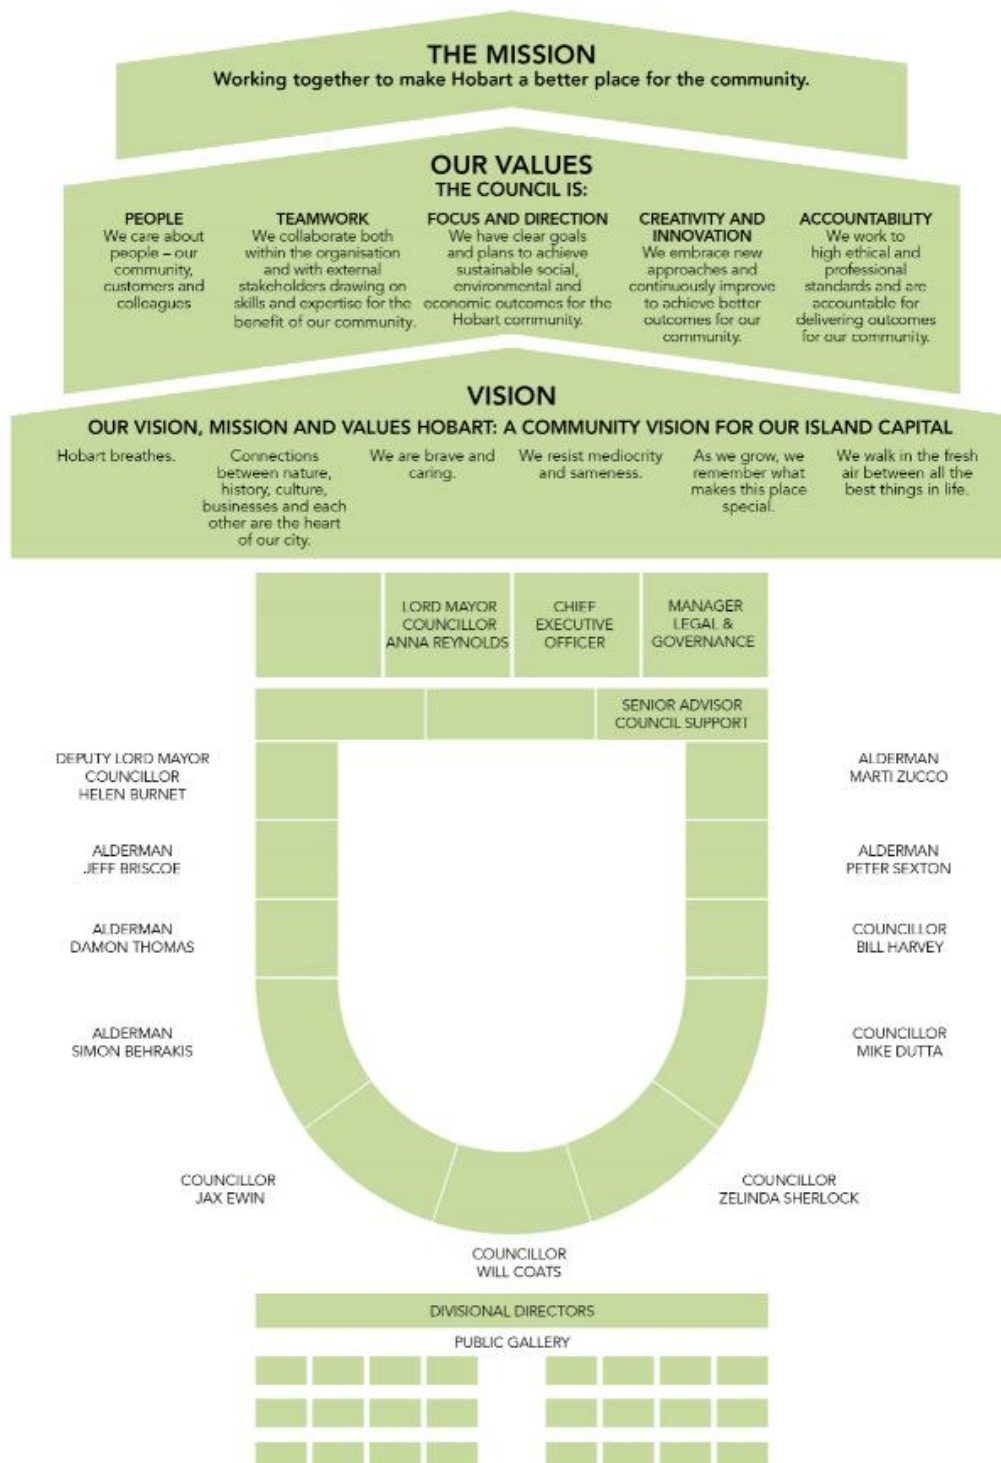 THE MISSION
Working together to make Hobart a better place for the community.
OUR VALUES
THE COUNCIL IS:
PEOPLE
We care about
people – our
community,
customers and
colleagues
TEAMWORK
We collaborate both
within the organisation
and with external
stakeholders drawing on
skills and expertise for the
benefit of our community.
FOCUS AND DIRECTION
We have clear goals
and plans to achieve
sustainable social,
environmental and
economic outcomes for the
Hobart community.
CREATIVITY AND
INNOVATION
We embrace new
approaches and
continuously improve
to achieve better
outcomes for our
community.
ACCOUNTABILITY
We work to
high ethical and
professional
standards and are
accountable for
delivering outcomes
for our community.
VISION
OUR VISION, MISSION AND VALUES HOBART: A COMMUNITY VISION FOR OUR ISLAND CAPITAL
Hobart breathes.
Connections
between nature,
history, culture,
businesses and each
other are the heart
of our city.
We are brave and
caring.
We resist mediocrity
and sameness.
As we grow, we
remember what
makes this place
special.
We walk in the fresh
air between all the
best things in life.
LORD MAYOR
COUNCILLOR
ANNA REYNOLDS
CHIEF
EXECUTIVE
OFFICER
MANAGER
LEGAL &
GOVERNANCE
SENIOR ADVISOR
COUNCIL SUPPORT
DEPUTY LORD MAYOR
COUNCILLOR
HELEN BURNET
ALDERMAN
MARTI ZUCCO
ALDERMAN
JEFF BRISCOE
ALDERMAN
PETER SEXTON
ALDERMAN
DAMON THOMAS
COUNCILLOR
BILL HARVEY
ALDERMAN
SIMON BEHRAKIS
COUNCILLOR
MIKE DUTTA
COUNCILLOR
JAX EWIN
COUNCILLOR
ZELINDA SHERLOCK
COUNCILLOR
WILL COATS
DIVISIONAL DIRECTORS
PUBLIC GALLERY